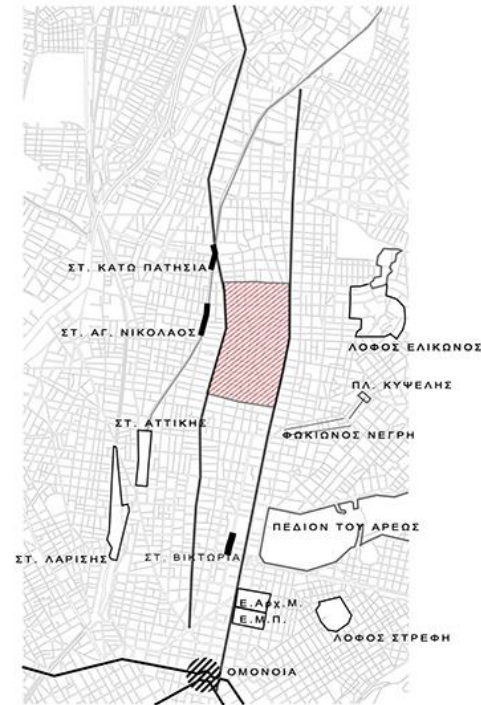 ΣΤ. ΚΑΤΩ ΠΑΤΗΣΙΑ
ΣΤ. ΑΓ. ΝΙΚΟΛΑΟΣ
ΛΟΦΟΣ ΕΛΙΚΩΝΟΣ
ΠΛ. ΚΥΨΕΛΗΣ
ΣΤ. ΑΤΤΙΚΗΣ
ΦΩΚΙΩΝΟΣ ΝΕΓΡΗ
ΠΕΔΙΟΝ ΤΟΥ ΑΡΕΩΣ
ΣΤ. ΛΑΡΙΣΗΣ
ΣΤ. ΒΙΚΤΩΡΙΑ
Ε.Αρχ.Μ.
Ε.Μ.Π.
ΛΟΦΟΣ ΣΤΡΕΦΗ
ΟΜΟΝΟΙΑ